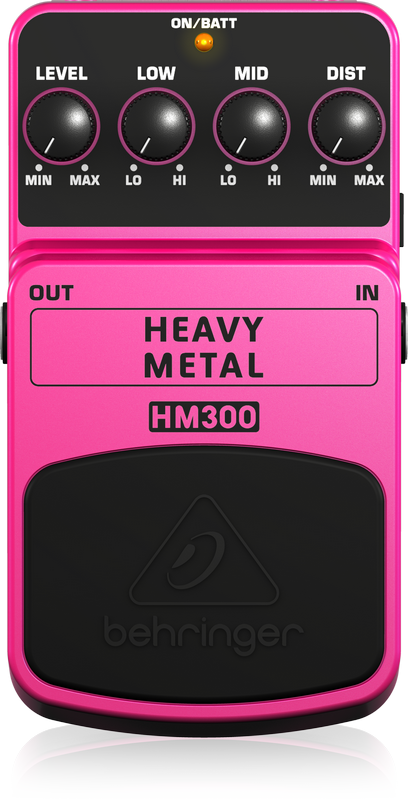 ON/BATT
LEVEL LOW MID DIST
MIN MAX LO HI LO HI MIN MAX
OUT IN
HEAVY
METAL
HM300
behringer